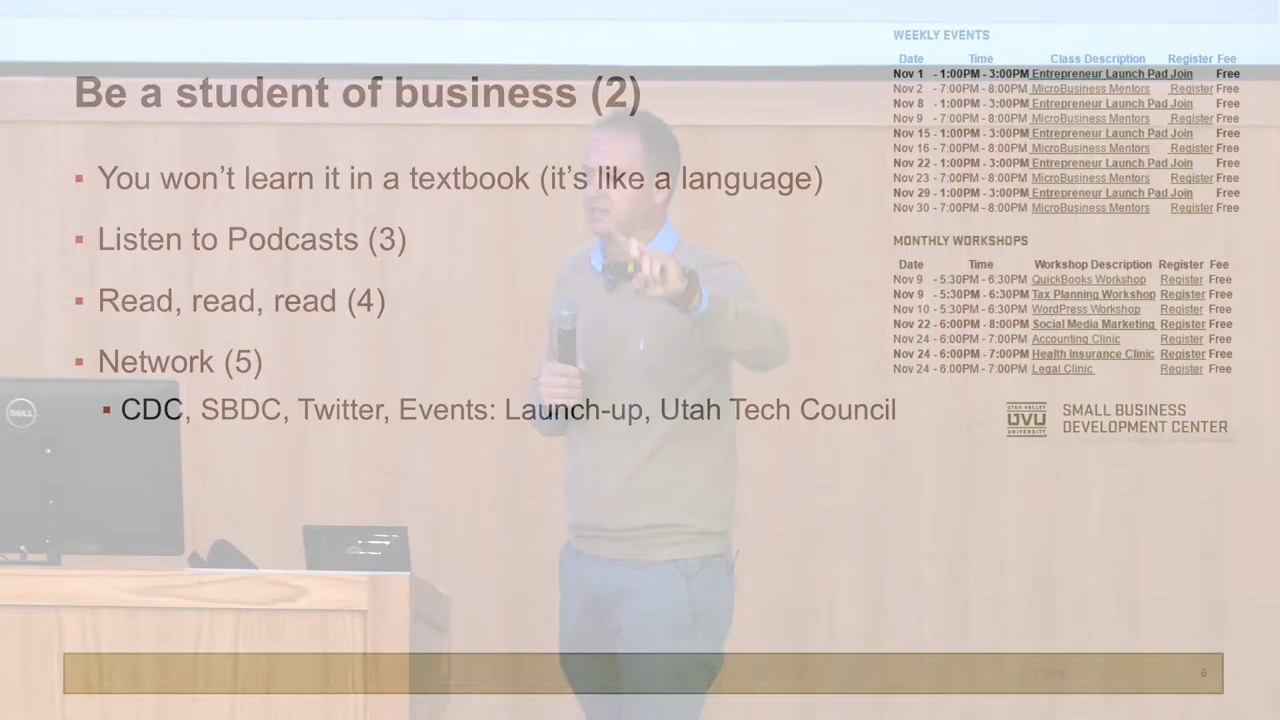 Be a student of business (2)
You won't learn it in a textbook (it's like a language)
Listen to Podcasts (3)
Read, read, read (4)
Network (5)
CDC, SBDC, Twitter, Events: Launch-up, Utah Tech Council
WEEKLY EVENTS
Date Time Class Description Register Fee
Nov 1 - 1:00PM - 3:00PM Entrepreneur Launch Pad Join Free
Nov 2 - 7:00PM - 8:00PM MicroBusiness Mentors Register Free
Nov 8 - 1:00PM - 3:00PM Entrepreneur Launch Pad Join Free
Nov 9 - 7:00PM - 8:00PM MicroBusiness Mentors Register Free
Nov 15 - 1:00PM - 3:00PM Entrepreneur Launch Pad Join Free
Nov 16 - 7:00PM - 8:00PM MicroBusiness Mentors Register Free
Nov 22 - 1:00PM - 3:00PM Entrepreneur Launch Pad Join Free
Nov 23 - 7:00PM - 8:00PM MicroBusiness Mentors Register Free
Nov 29 - 1:00PM - 3:00PM Entrepreneur Launch Pad Join Free
Nov 30 - 7:00PM - 8:00PM MicroBusiness Mentors Register Free
MONTHLY WORKSHOPS
Date Time Workshop Description Register Fee
Nov 9 - 5:30PM - 6:30PM QuickBooks Workshop Register Free
Nov 9 - 5:30PM - 6:30PM Tax Planning Workshop Register Free
Nov 10 - 5:30PM - 6:30PM WordPress Workshop Register Free
Nov 22 - 6:00PM - 8:00PM Social Media Marketing Register Free
Nov 24 - 6:00PM - 7:00PM Accounting Clinic Register Free
Nov 24 - 6:00PM - 7:00PM Health Insurance Clinic Register Free
Nov 24 - 6:00PM - 7:00PM Legal Clinic Register Free
UTAH VALLEY
UVU
UNIVERSITY
SMALL BUSINESS
DEVELOPMENT CENTER
DELL
6